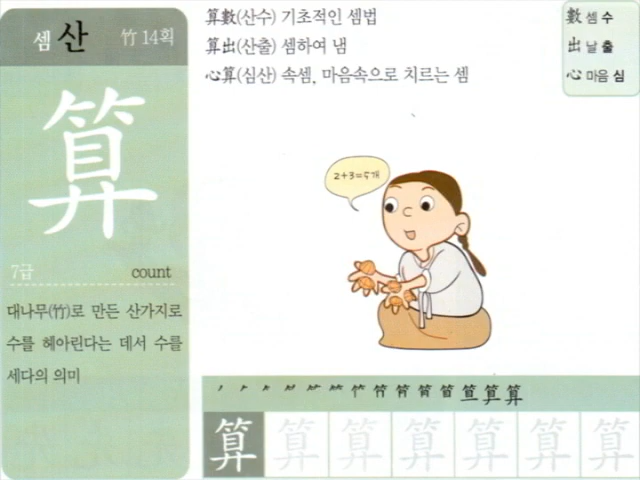 셈 산 竹 14획
算
7급 count
대나무(竹)로 만든 산가지로
수를 헤아린다는 데서 수를
세다의 의미
算數(산수) 기초적인 셈법
算出(산출) 셈하여 냄
心算(심산) 속셈, 마음속으로 치르는 셈
數 셈 수
出 날 출
心 마음 심
2+3=5개
算 算 算 算 算 算 算